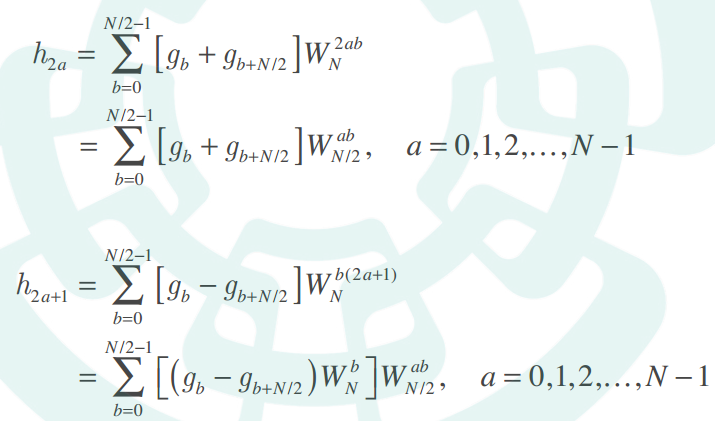 h_{2a} = \sum_{b=0}^{N/2-1} [g_b + g_{b+N/2}] W_N^{2ab}
= \sum_{b=0}^{N/2-1} [g_b + g_{b+N/2}] W_{N/2}^{ab}, a = 0,1,2,...,N - 1
h_{2a+1} = \sum_{b=0}^{N/2-1} [g_b - g_{b+N/2}] W_N^{b(2a+1)}
= \sum_{b=0}^{N/2-1} [(g_b - g_{b+N/2}) W_N^b] W_{N/2}^{ab}, a = 0,1,2,...,N - 1